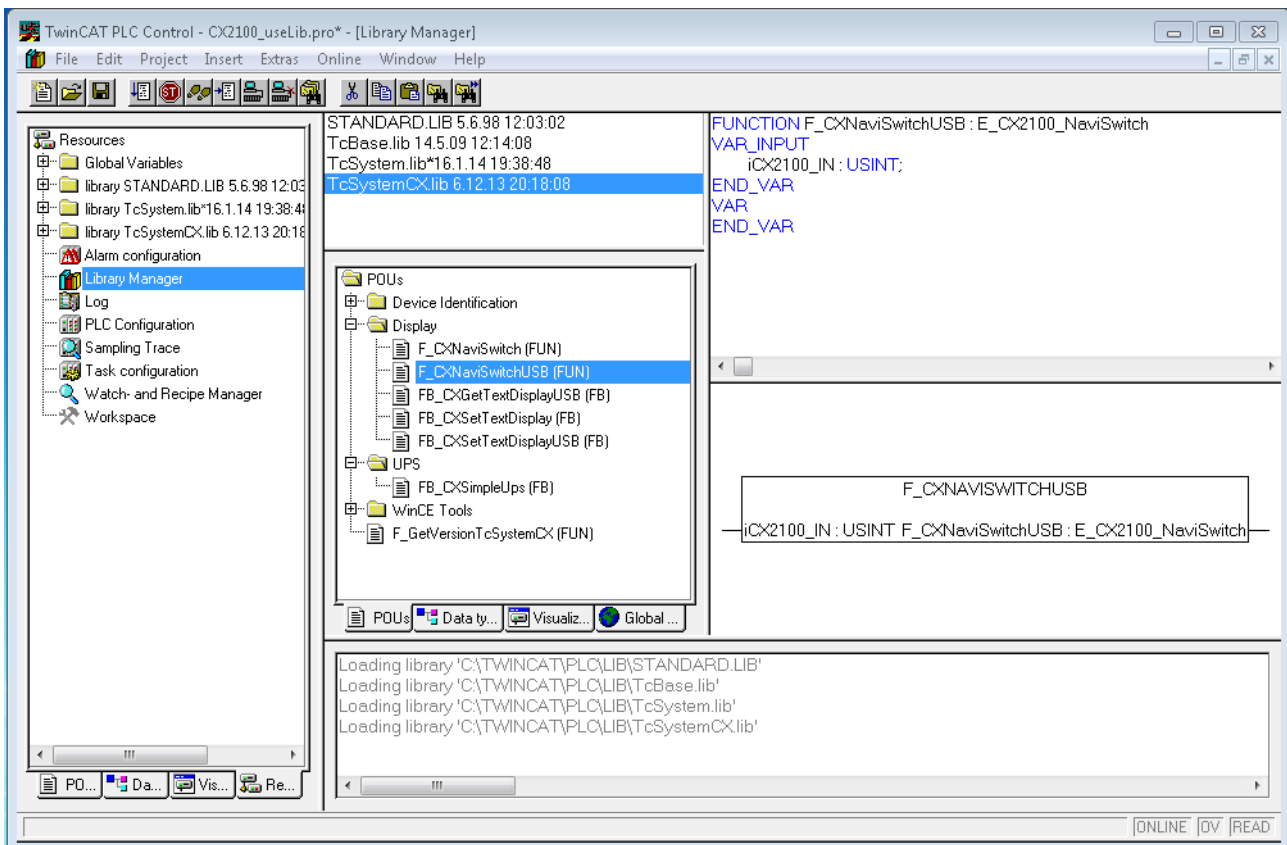 TwinCAT PLC Control - CX2100_useLib.pro* - [Library Manager]
File Edit Project Insert Extras Online Window Help
STOP
Resources
Global Variables
library STANDARD.LIB 5.6.98 12:03
library TcSystem.lib*16.1.14 19:38:48
library TcSystemCX.lib 6.12.13 20:18
Alarm configuration
Library Manager
Log
PLC Configuration
Sampling Trace
Task configuration
Watch- and Recipe Manager
Workspace
PO...
Da...
Vis...
Re...
STANDARD.LIB 5.6.98 12:03:02
TcBase.lib 14.5.09 12:14:08
TcSystem.lib*16.1.14 19:38:48
TcSystemCX.lib 6.12.13 20:18:08
POUs
Device Identification
Display
F_CXNaviSwitch (FUN)
F_CXNaviSwitchUSB (FUN)
FB_CXGetTextDisplayUSB (FB)
FB_CXSetTextDisplay (FB)
FB_CXSetTextDisplayUSB (FB)
UPS
FB_CXSimpleUps (FB)
WinCE Tools
F_GetVersionTcSystemCX (FUN)
POUs
Data ty...
Visualiz...
Global ...
FUNCTION F_CXNaviSwitchUSB : E_CX2100_NaviSwitch
VAR_INPUT
iCX2100_IN : USINT;
END_VAR
VAR
END_VAR
F_CXNAVISWITCHUSB
iCX2100_IN : USINT F_CXNaviSwitchUSB : E_CX2100_NaviSwitch
Loading library 'C:\TWINCAT\PLC\LIB\STANDARD.LIB'
Loading library 'C:\TWINCAT\PLC\LIB\TcBase.lib'
Loading library 'C:\TWINCAT\PLC\LIB\TcSystem.lib'
Loading library 'C:\TWINCAT\PLC\LIB\TcSystemCX.lib'
ONLINE OV READ